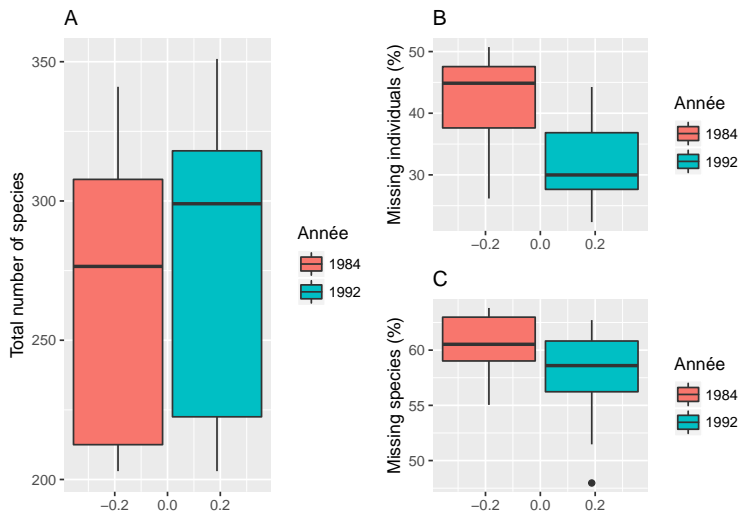 A
Total number of species
350
300
250
200
−0.2
0.0
0.2
Année
1984
1992
B
Missing individuals (%)
50
40
30
−0.2
0.0
0.2
Année
1984
1992
C
Missing species (%)
60
55
50
−0.2
0.0
0.2
Année
1984
1992